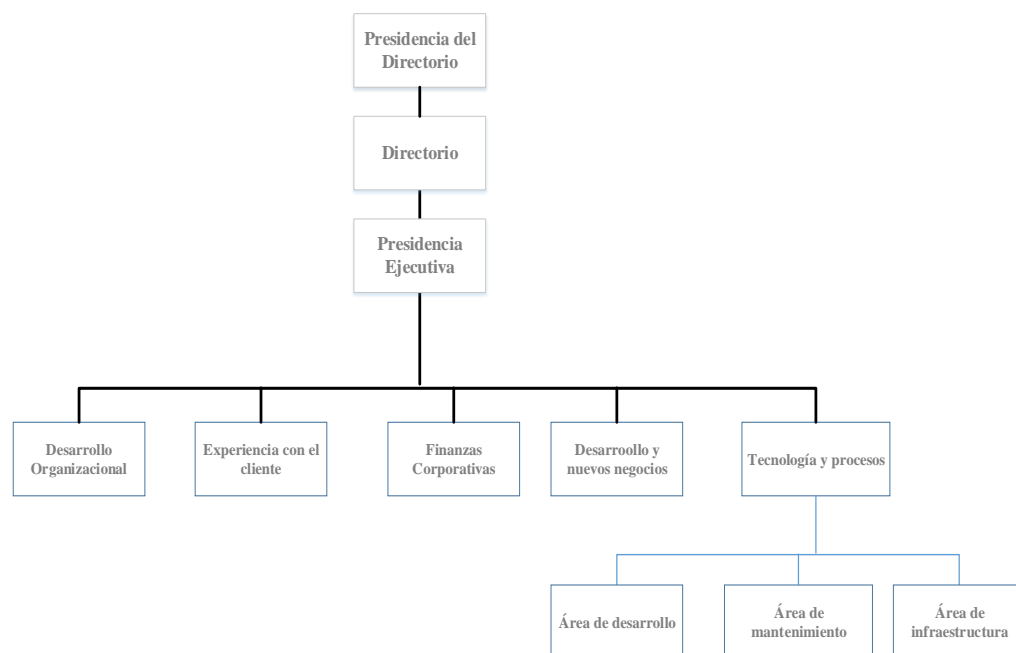 Presidencia del
Directorio
Directorio
Presidencia
Ejecutiva
Desarrollo
Organizacional
Experiencia con el
cliente
Finanzas
Corporativas
Desarroollo y
nuevos negocios
Tecnología y procesos
Área de desarrollo
Área de
mantenimiento
Área de
infraestructura